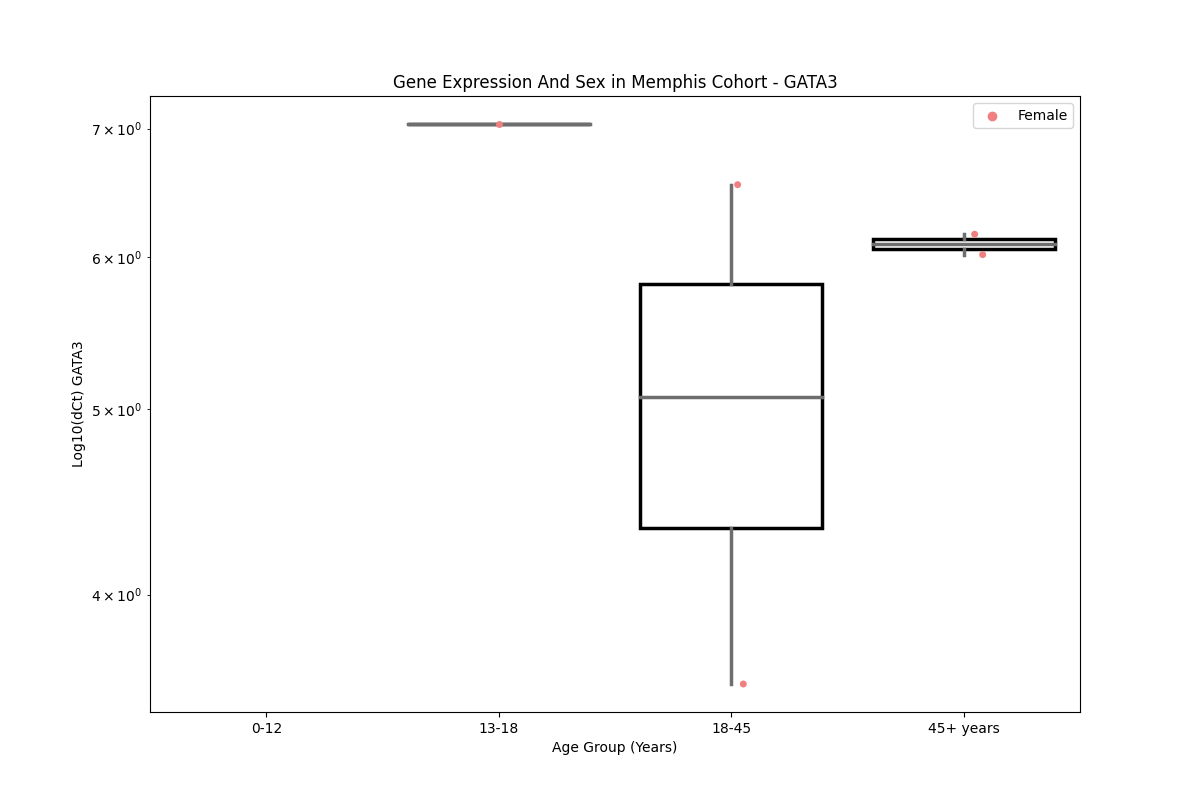 Gene Expression And Sex in Memphis Cohort - GATA3
Female
7 × 10⁰
6 × 10⁰
5 × 10⁰
4 × 10⁰
Log10(dCt) GATA3
0-12
13-18
18-45
45+ years
Age Group (Years)